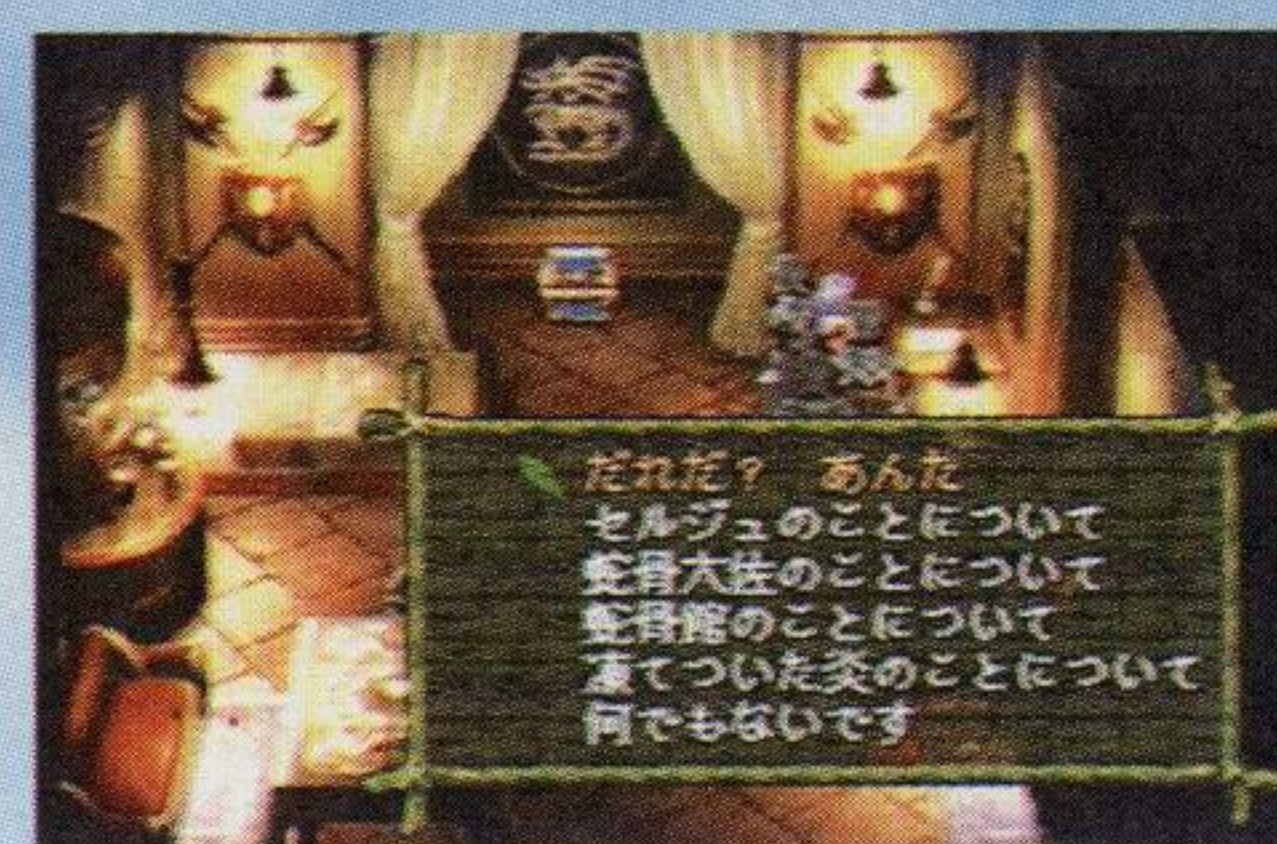 だれだ？　あんた
セルジュのことについて
蛇骨大佐のことについて
蛇骨館のことについて
凍てついた炎のことについて
何でもないです